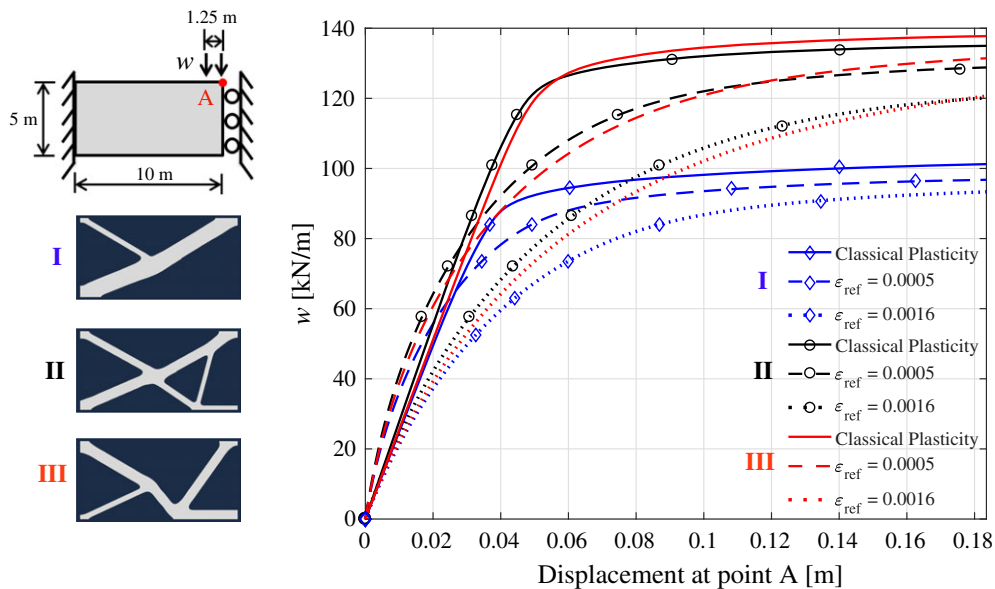 1.25 m
w
A
5 m
10 m
I
II
III
w [kN/m]
140
120
100
80
60
40
20
0
0
0.02
0.04
0.06
0.08
0.1
0.12
0.14
0.16
0.18
Displacement at point A [m]
I
Classical Plasticity
εref = 0.0005
εref = 0.0016
II
Classical Plasticity
εref = 0.0005
εref = 0.0016
III
Classical Plasticity
εref = 0.0005
εref = 0.0016